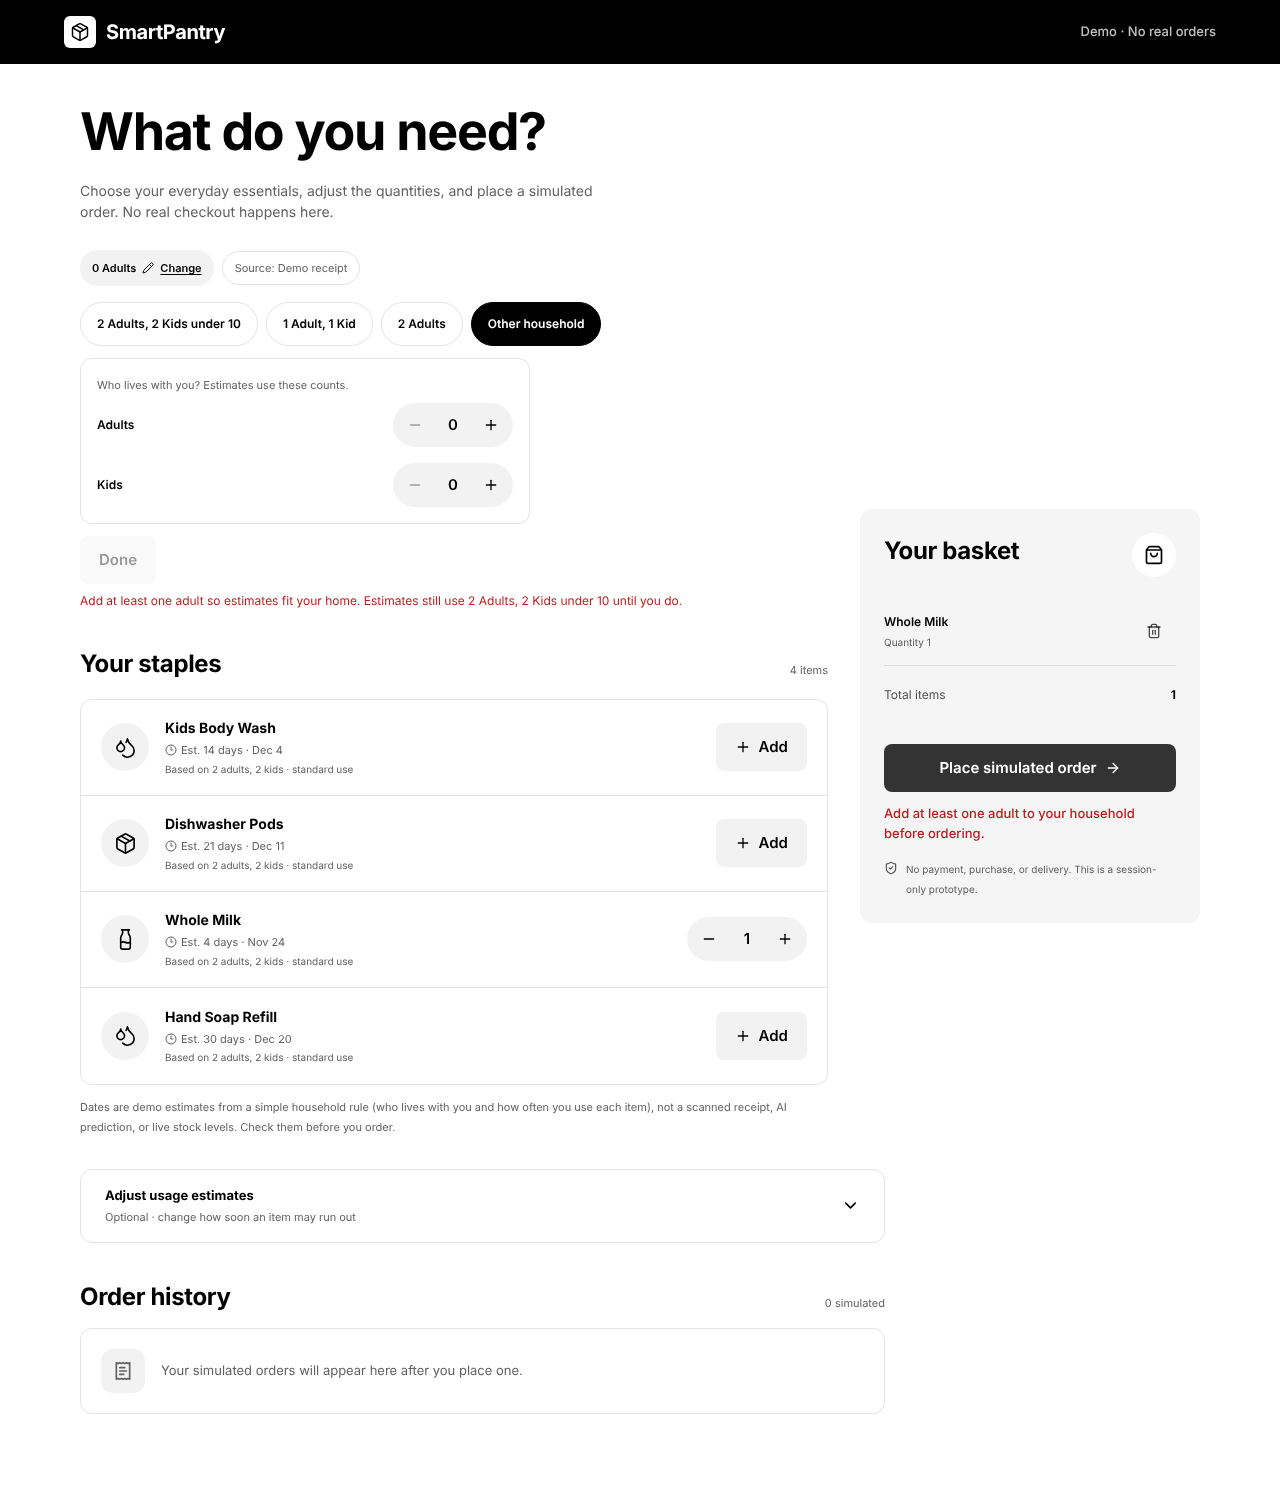 SmartPantry
Demo · No real orders
What do you need?
Choose your everyday essentials, adjust the quantities, and place a simulated
order. No real checkout happens here.
0 Adults Change
Source: Demo receipt
2 Adults, 2 Kids under 10
1 Adult, 1 Kid
2 Adults
Other household
Who lives with you? Estimates use these counts.
Adults
0
Kids
0
Done
Add at least one adult so estimates fit your home. Estimates still use 2 Adults, 2 Kids under 10 until you do.
Your staples
4 items
Kids Body Wash
Est. 14 days · Dec 4
Based on 2 adults, 2 kids · standard use
Add
Dishwasher Pods
Est. 21 days · Dec 11
Based on 2 adults, 2 kids · standard use
Add
Whole Milk
Est. 4 days · Nov 24
Based on 2 adults, 2 kids · standard use
1
Hand Soap Refill
Est. 30 days · Dec 20
Based on 2 adults, 2 kids · standard use
Add
Dates are demo estimates from a simple household rule (who lives with you and how often you use each item), not a scanned receipt, AI
prediction, or live stock levels. Check them before you order.
Your basket
Whole Milk
Quantity 1
Total items
1
Place simulated order
Add at least one adult to your household
before ordering.
No payment, purchase, or delivery. This is a session-
only prototype.
Adjust usage estimates
Optional · change how soon an item may run out
Order history
0 simulated
Your simulated orders will appear here after you place one.